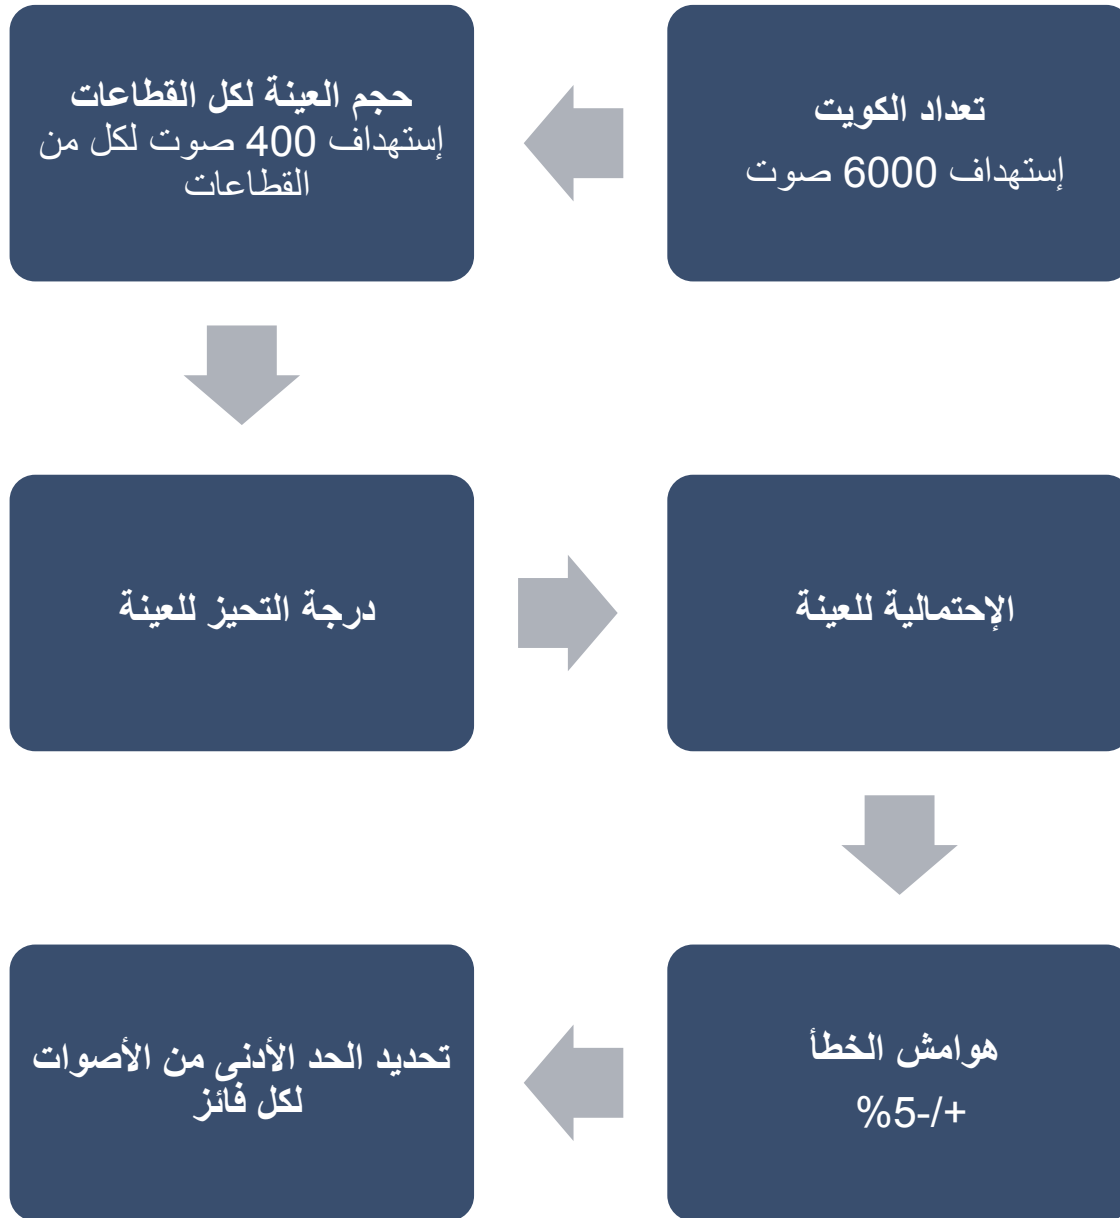 تعداد الكويت
إستهداف 6000 صوت
حجم العينة لكل القطاعات
إستهداف 400 صوت لكل من
القطاعات
درجة التحيز للعينة
الإحتمالية للعينة
هوامش الخطأ
%5-/+
تحديد الحد الأدنى من الأصوات
لكل فائز